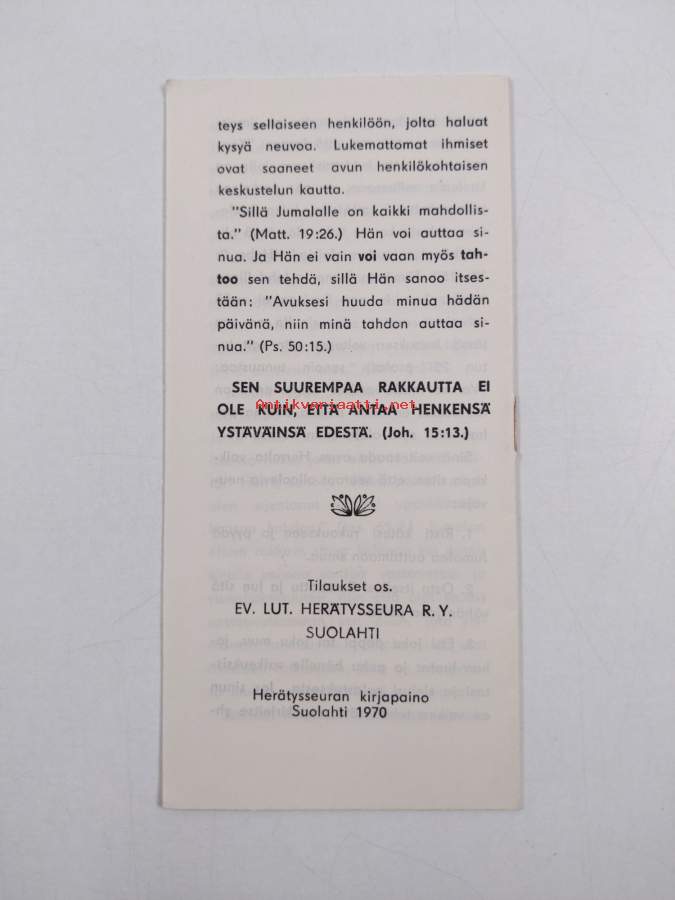 teys sellaiseen henkilöön, jolta haluat
kysyä neuvoa. Lukemattomat ihmiset
ovat saaneet avun henkilökohtaisen
keskustelun kautta.
"Sillä Jumalalle on kaikki mahdollis-
ta." (Matt. 19:26.) Hän voi auttaa si-
nua. Ja Hän ei vain voi vaan myös tah-
too sen tehdä, sillä Hän sanoo itses-
tään: "Avuksesi huuda minua hädän
päivänä, niin minä tahdon auttaa si-
nua." (Ps. 50:15.)
SEN SUUREMPAA RAKKAUTTA EI
OLE KUIN, ETTÄ ANTAA HENKENSÄ
YSTÄVÄINSÄ EDESTÄ. (Joh. 15:13.)
Antikvariaatti.net
Tilaukset os.
EV. LUT. HERÄTYSSEURA R. Y.
SUOLAHTI
Herätysseuran kirjapaino
Suolahti 1970